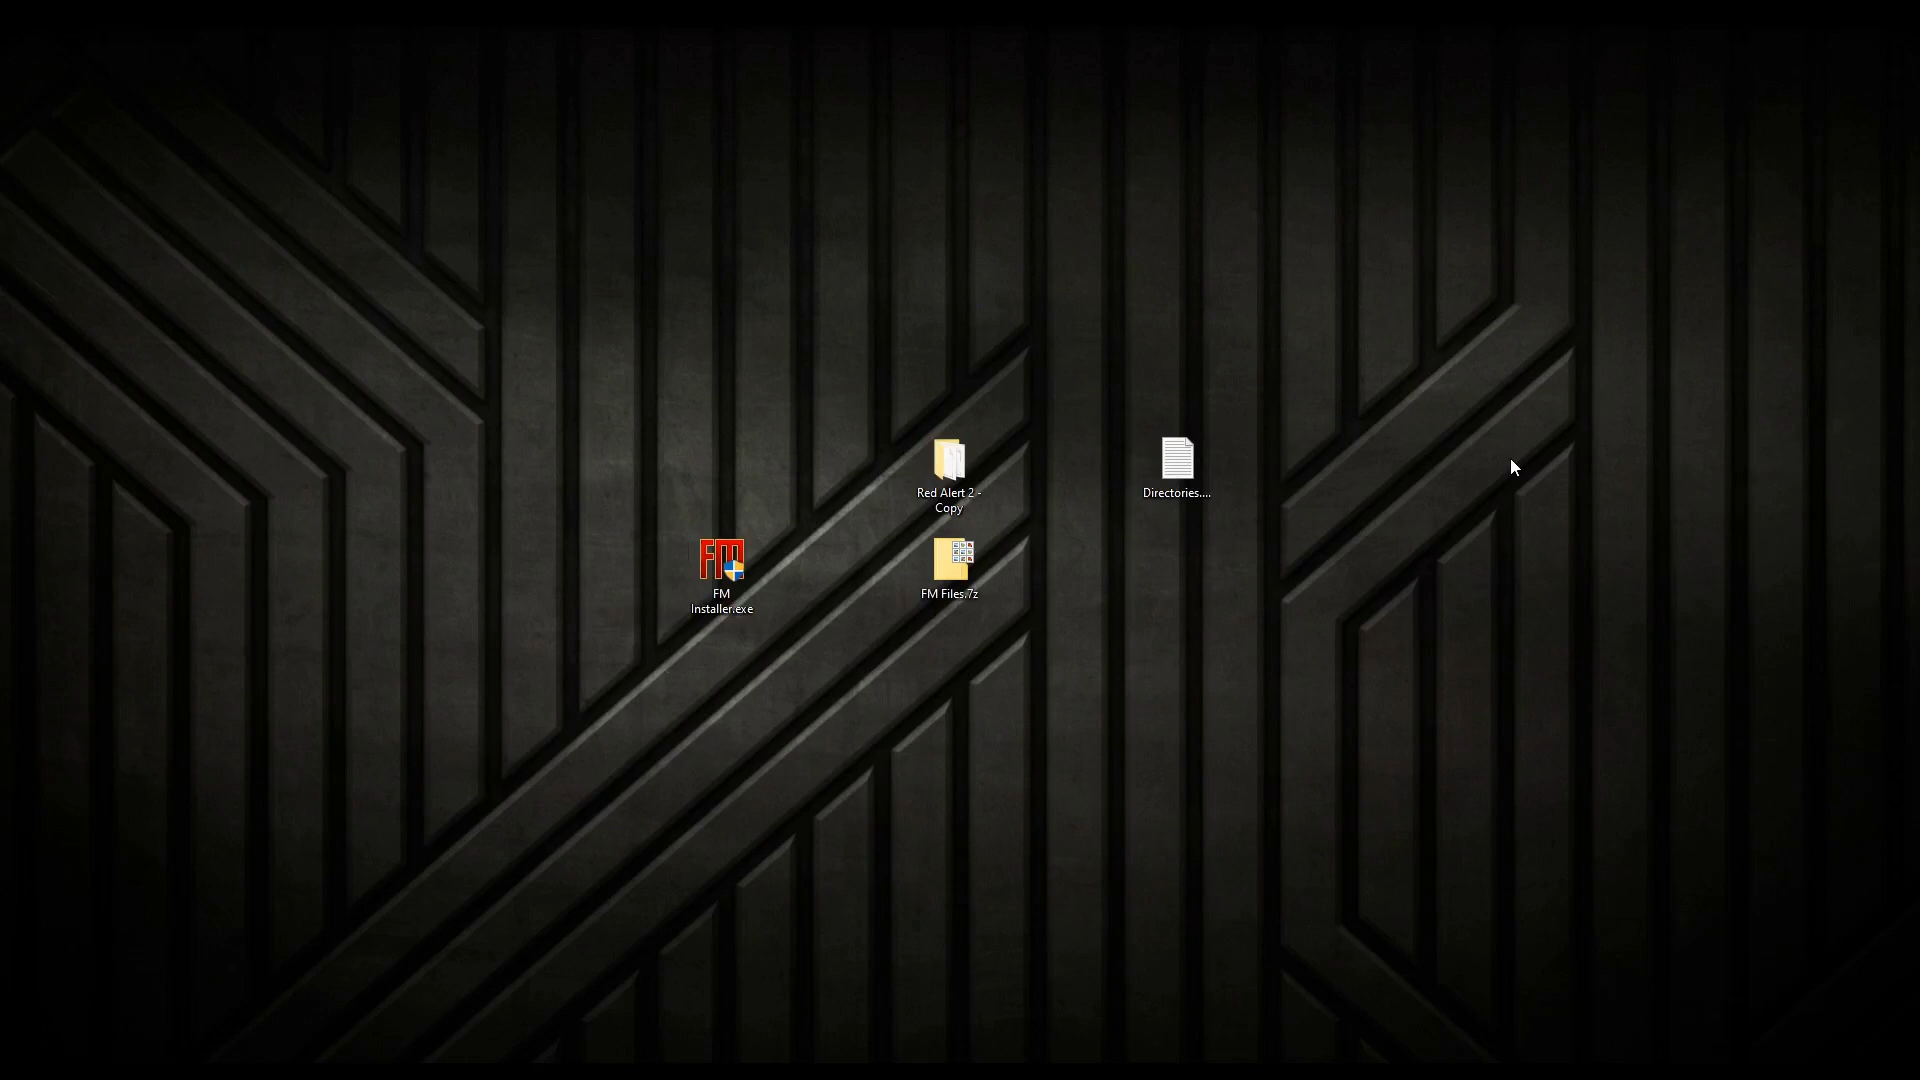 Red Alert 2 -
Copy
Directories....
FM
FM
Installer.exe
FM Files.7z